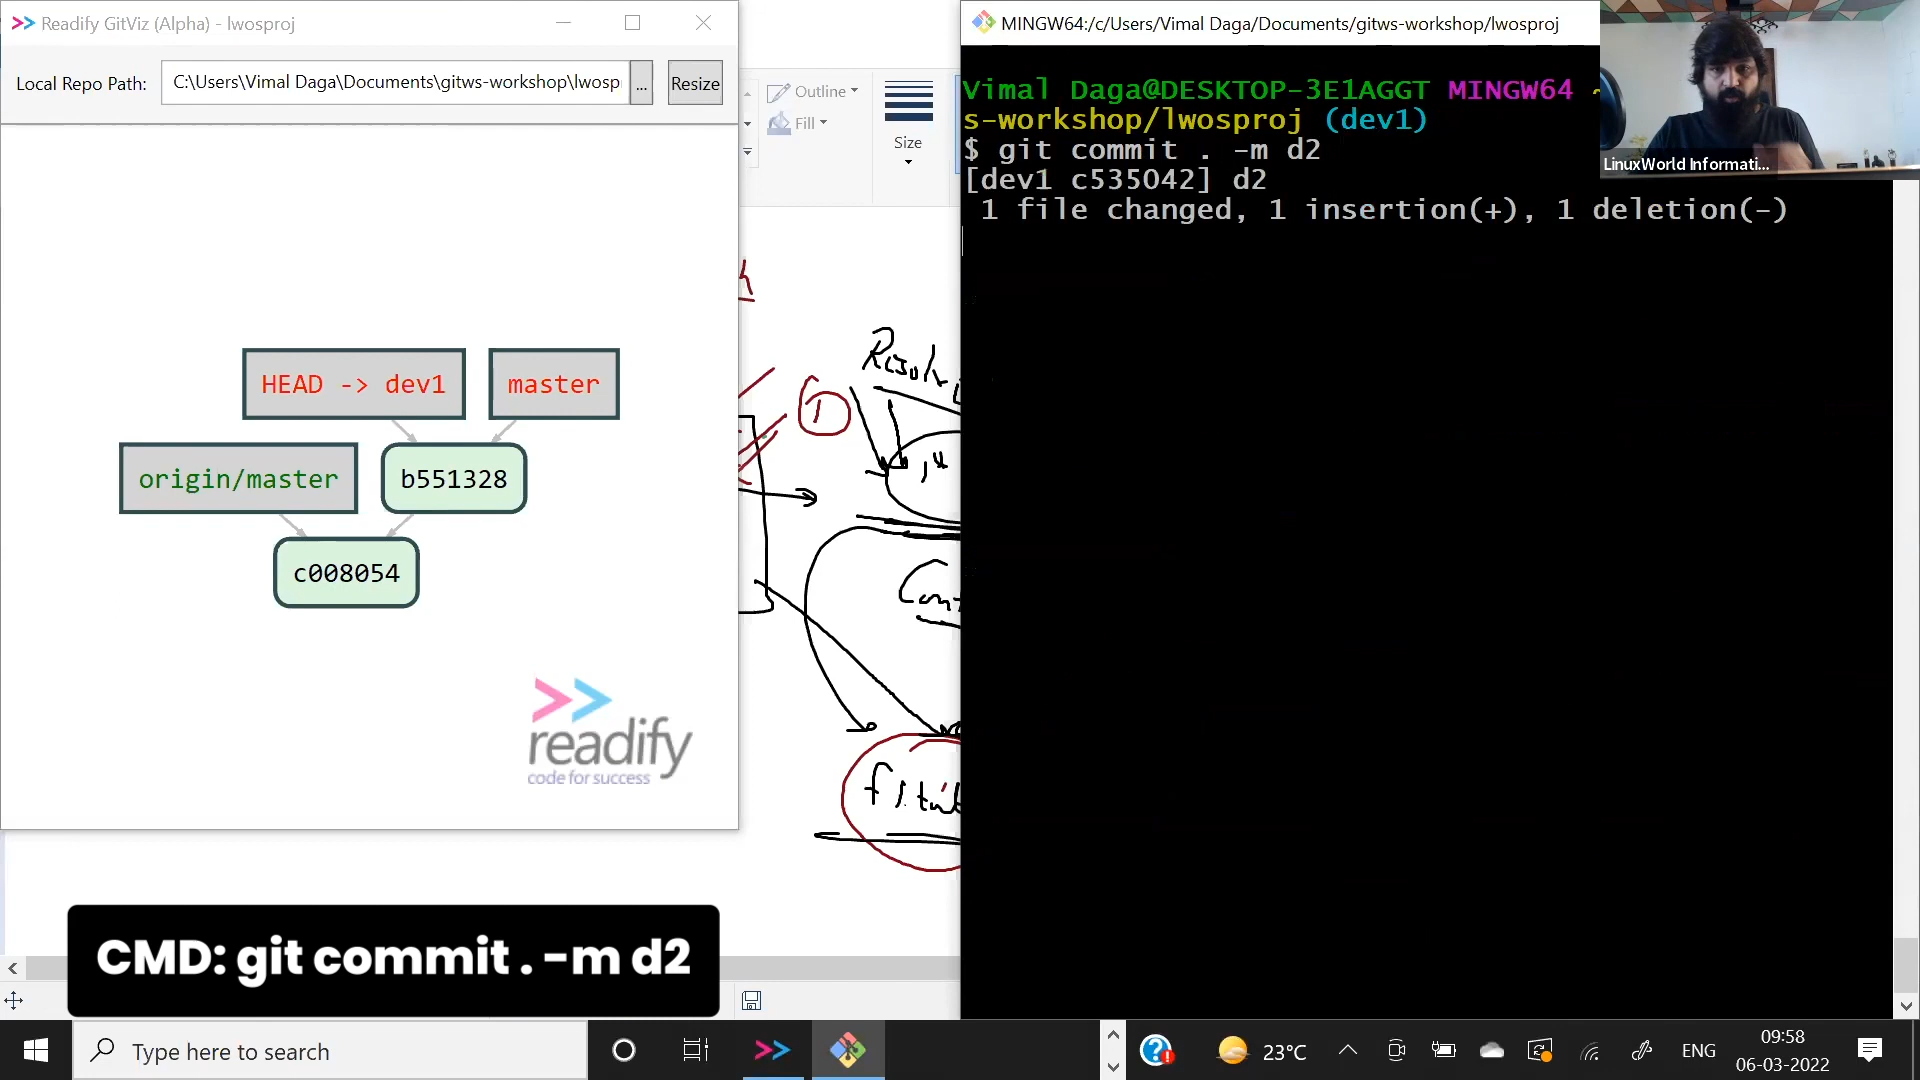 Readify GitViz (Alpha) - lwosproj
Local Repo Path:
C:\Users\Vimal Daga\Documents\gitws-workshop\lwosp
...
Resize
HEAD -> dev1
master
origin/master
b551328
c008054
readify
code for success
Outline
Fill
Size
MINGW64:/c/Users/Vimal Daga/Documents/gitws-workshop/lwosproj
Vimal Daga@DESKTOP-3E1AGGT MINGW64 ~
s-workshop/lwosproj (dev1)
$ git commit . -m d2
[dev1 c535042] d2
1 file changed, 1 insertion(+), 1 deletion(-)
LinuxWorld Informati...
h
1
Cont
CMD: git commit . -m d2
Type here to search
23°C
ENG
09:58
06-03-2022